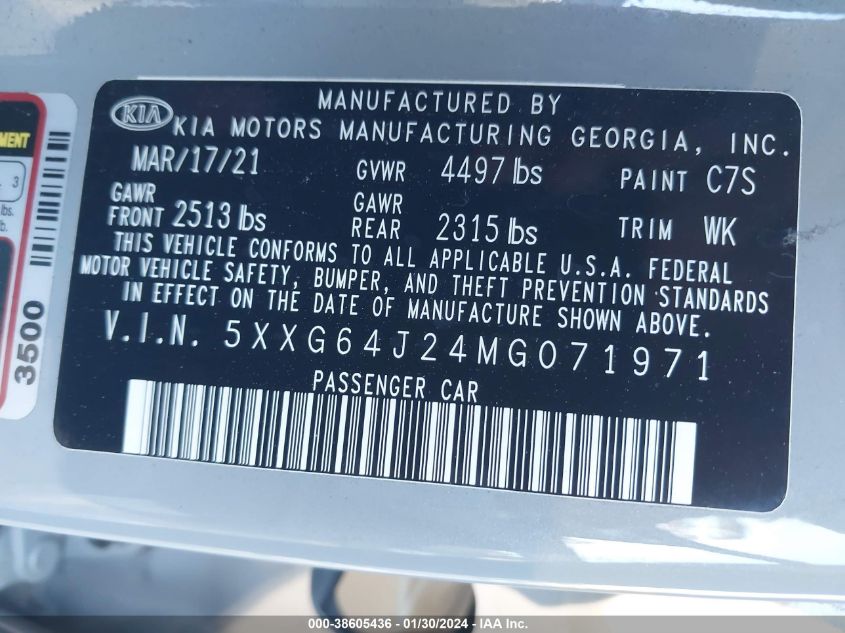 MANUFACTURED BY
KIA KIA MOTORS MANUFACTURING GEORGIA, INC.
MAR/17/21 GVWR 4497 lbs PAINT C7S
GAWR FRONT 2513 lbs GAWR REAR 2315 lbs TRIM WK
THIS VEHICLE CONFORMS TO ALL APPLICABLE U.S.A. FEDERAL
MOTOR VEHICLE SAFETY, BUMPER, AND THEFT PREVENTION STANDARDS
IN EFFECT ON THE DATE OF MANUFACTURE SHOWN ABOVE.
V.I.N. 5XXG64J24MG071971
PASSENGER CAR
3
lbs.
3500
000-38605436 - 01/30/2024 - IAA Inc.